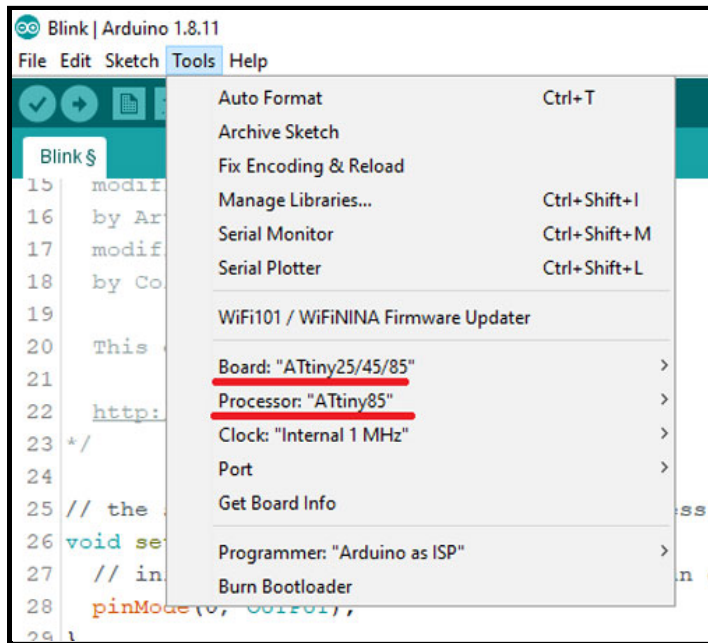 Blink | Arduino 1.8.11
File Edit Sketch Tools Help
Auto Format Ctrl+T
Archive Sketch
Fix Encoding & Reload
Manage Libraries... Ctrl+Shift+I
Serial Monitor Ctrl+Shift+M
Serial Plotter Ctrl+Shift+L
WiFi101 / WiFiNINA Firmware Updater
Board: "ATtiny25/45/85"
Processor: "ATtiny85"
Clock: "Internal 1 MHz"
Port
Get Board Info
Programmer: "Arduino as ISP"
Burn Bootloader
Blink §
15
16 by
17
18 by
19
20 This
21
22 http:
23 */
24
25 // the
26 void
27 //
28 pinMode(0,
29 }